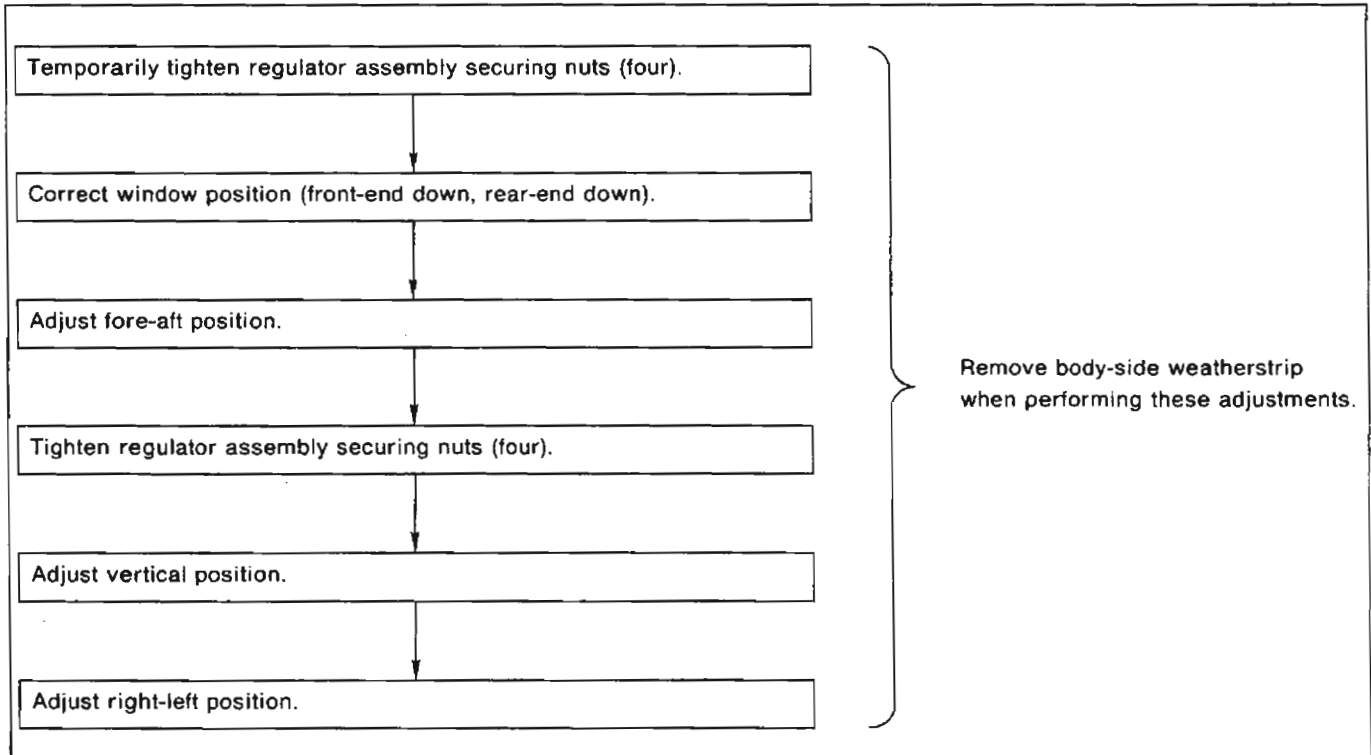 Temporarily tighten regulator assembly securing nuts (four).
Correct window position (front-end down, rear-end down).
Adjust fore-aft position.
Tighten regulator assembly securing nuts (four).
Adjust vertical position.
Adjust right-left position.
Remove body-side weatherstrip
when performing these adjustments.